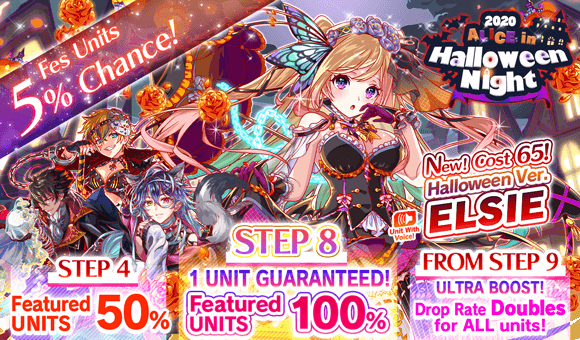 Fes Units
5% Chance!
2020
ALICE in
Halloween
Night
New! Cost 65!
Halloween Ver.
ELSIE
Unit With
Voice!
STEP 4
Featured
UNITS 50%
STEP 8
1 UNIT GUARANTEED!
Featured
UNITS 100%
FROM STEP 9
ULTRA BOOST!
Drop Rate Doubles
for ALL units!